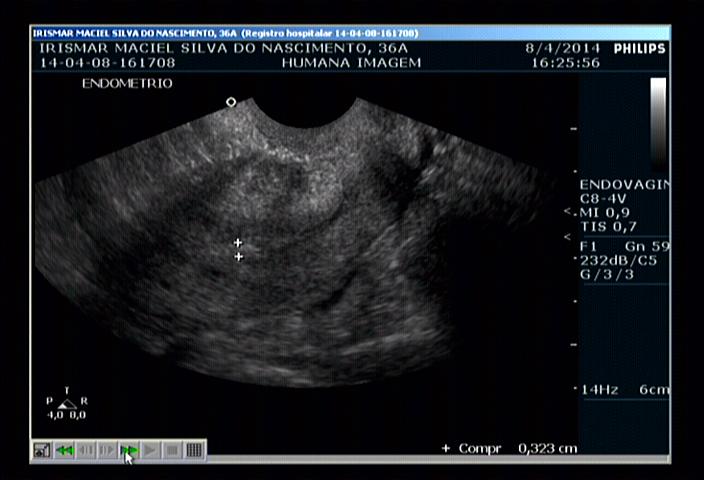 IRISMAR MACIEL SILVA DO NASCIMENTO, 36A (Registro hospitalar 14-04-08-161708)
IRISMAR MACIEL SILVA DO NASCIMENTO, 36A 8/4/2014 PHILIPS
14-04-08-161708 HUMANA IMAGEM 16:25:56
ENDOMETRIO
ENDOVAGIN
C8-4V
MI 0,9
TIS 0,7
F1 Gn 59
232dB/C5
G/3/3
14Hz 6cm
T
P R
4,0 8,0
+ Compr 0,323 cm